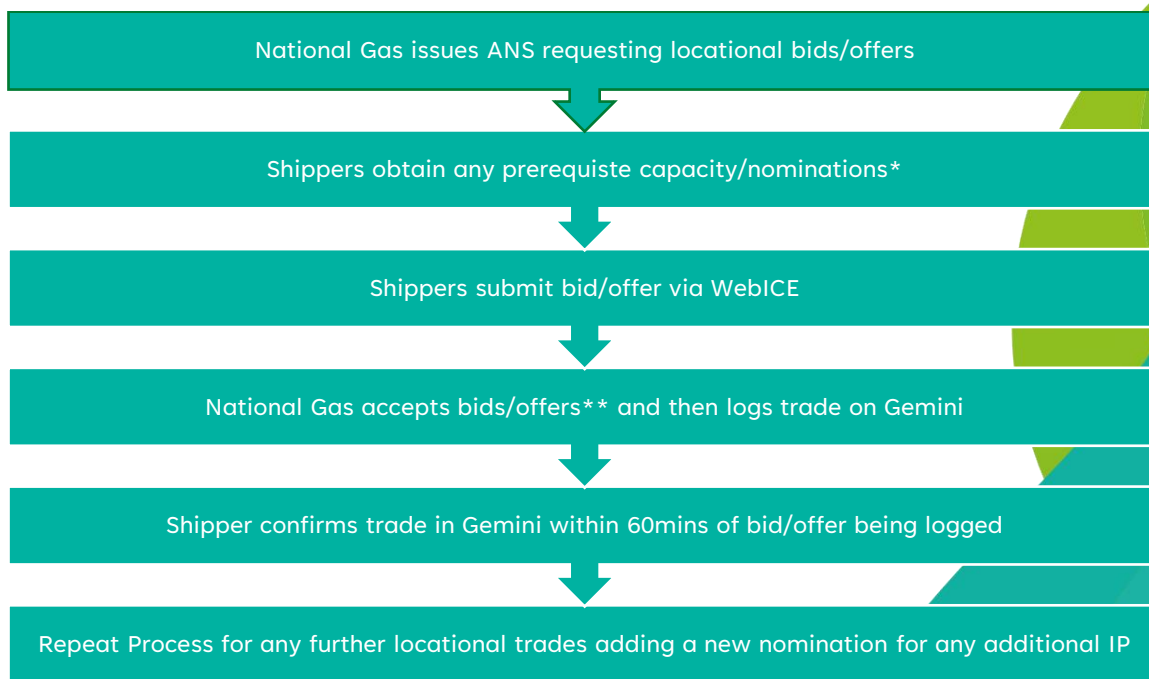 National Gas issues ANS requesting locational bids/offers
Shippers obtain any prerequiste capacity/nominations*
Shippers submit bid/offer via WebICE
National Gas accepts bids/offers** and then logs trade on Gemini
Shipper confirms trade in Gemini within 60mins of bid/offer being logged
Repeat Process for any further locational trades adding a new nomination for any additional IP